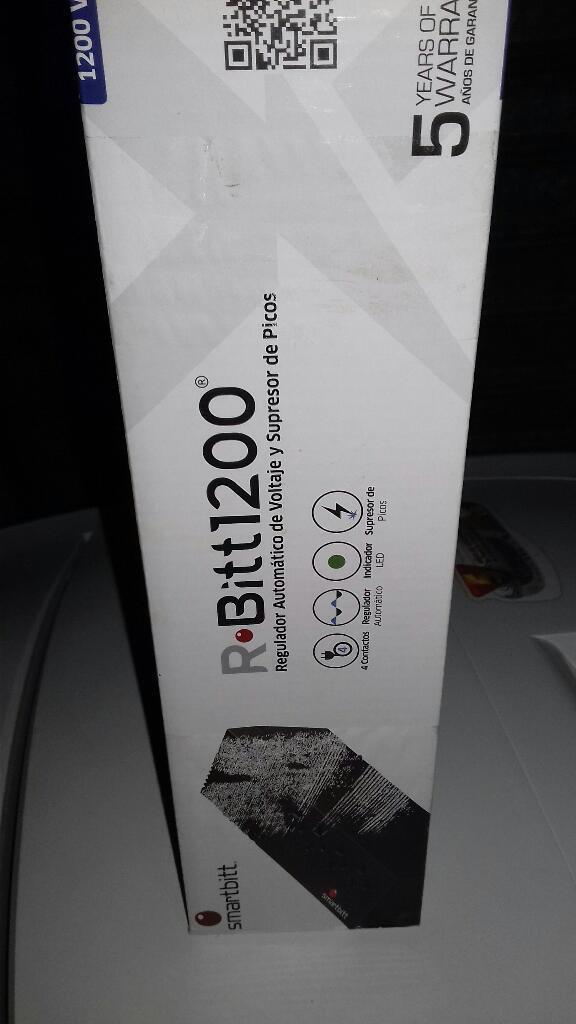 smartbitt.
R·Bitt1200®
Regulador Automático de Voltaje y Supresor de Picos
4
4 Contactos
Regulador
Automático
Indicador
LED
Supresor de
Picos
smartbitt
1200 V
5 YEARS OF
WARRA
AÑOS DE GARAN